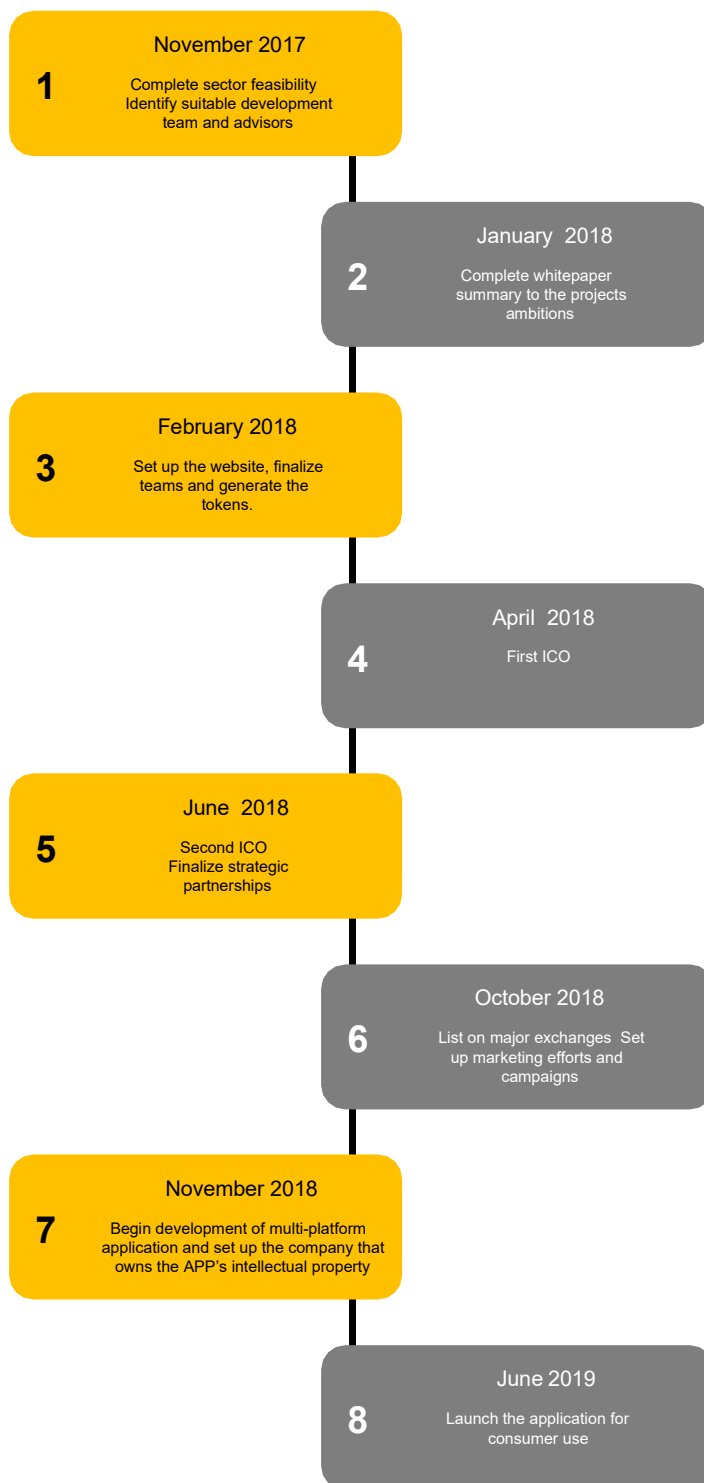 November 2017
1
Complete sector feasibility
Identify suitable development
team and advisors
January 2018
2
Complete whitepaper
summary to the projects
ambitions
February 2018
3
Set up the website, finalize
teams and generate the
tokens.
April 2018
4
First ICO
June 2018
5
Second ICO
Finalize strategic
partnerships
October 2018
6
List on major exchanges Set
up marketing efforts and
campaigns
November 2018
7
Begin development of multi-platform
application and set up the company that
owns the APP’s intellectual property
June 2019
8
Launch the application for
consumer use